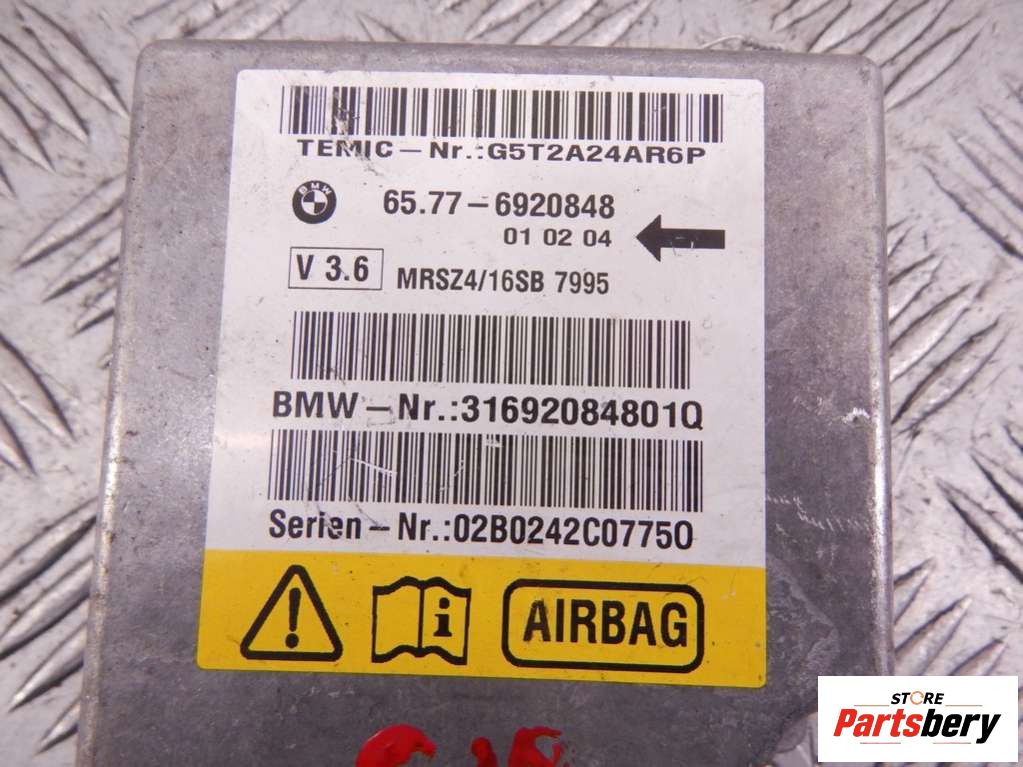 TEMIC-Nr.:G5T2A24AR6P
BMW
65.77-6920848
01 02 04
V 3.6
MRSZ4/16SB 7995
BMW-Nr.:31692084801Q
Serien-Nr.:02B0242C07750
i
AIRBAG
STORE
Partsbery